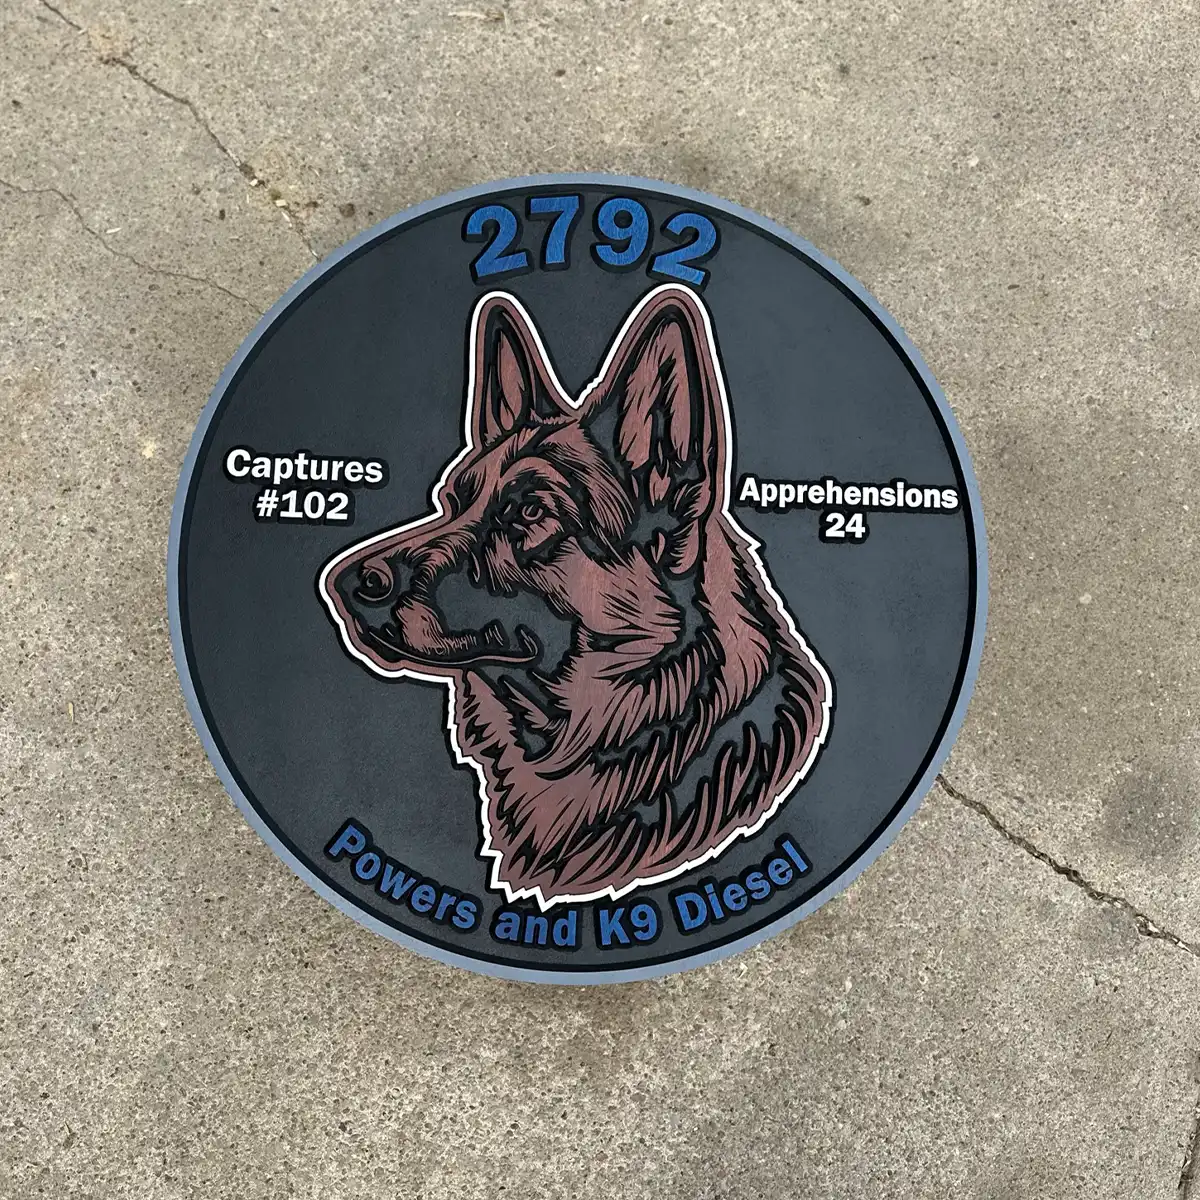 2792
Captures
#102
Apprehensions
24
Powers and K9 Diesel